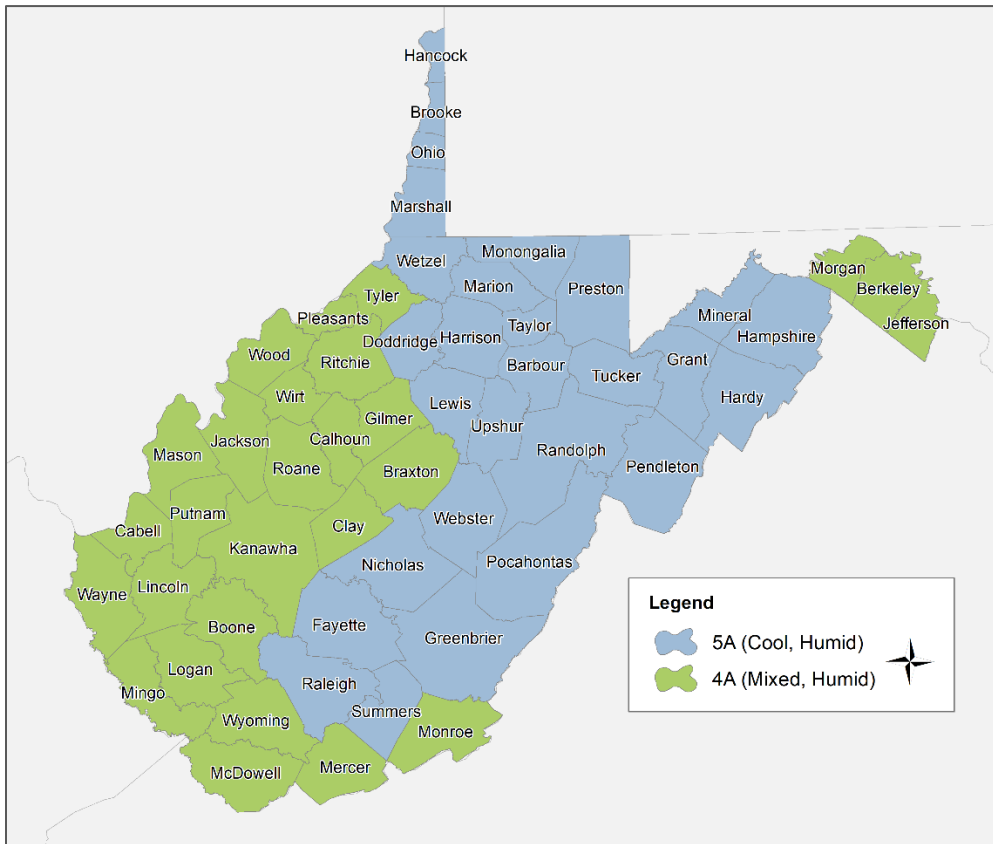 Hancock
Brooke
Ohio
Marshall
Wetzel
Monongalia
Marion
Preston
Morgan
Berkeley
Jefferson
Tyler
Pleasants
Doddridge
Harrison
Taylor
Mineral
Hampshire
Wood
Ritchie
Barbour
Tucker
Grant
Wirt
Lewis
Hardy
Gilmer
Upshur
Jackson
Calhoun
Mason
Roane
Braxton
Randolph
Pendleton
Putnam
Cabell
Clay
Webster
Kanawha
Nicholas
Pocahontas
Wayne
Lincoln
Boone
Fayette
Greenbrier
Logan
Mingo
Raleigh
Wyoming
Summers
Monroe
McDowell
Mercer
Legend
5A (Cool, Humid)
4A (Mixed, Humid)